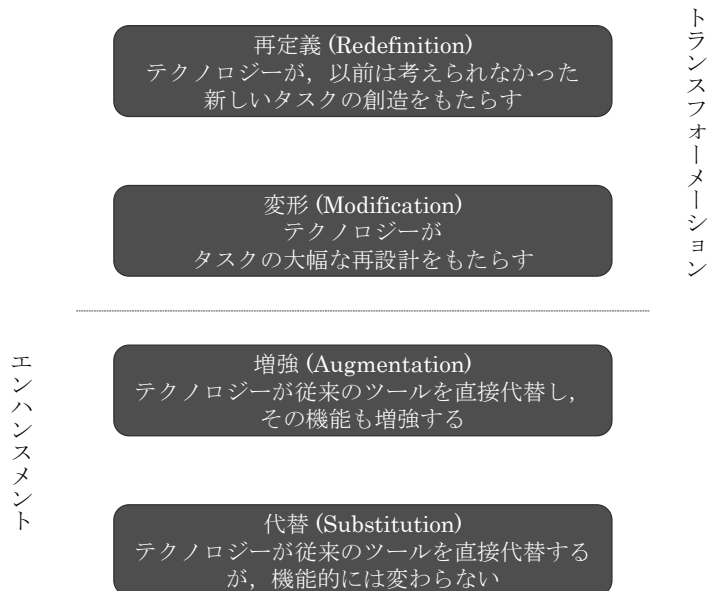 再定義 (Redefinition)
テクノロジーが，以前は考えられなかった
新しいタスクの創造をもたらす
トランスフォーメーション
変形 (Modification)
テクノロジーが
タスクの大幅な再設計をもたらす
エンハンスメント
増強 (Augmentation)
テクノロジーが従来のツールを直接代替し，
その機能も増強する
代替 (Substitution)
テクノロジーが従来のツールを直接代替する
が，機能的には変わらない